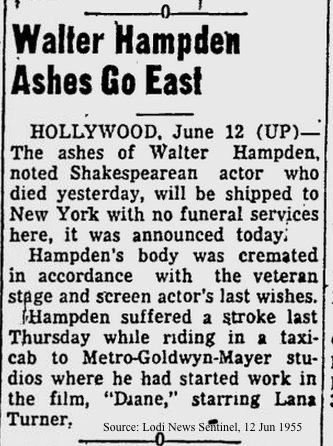 Walter Hampden
Ashes Go East
HOLLYWOOD, June 12 (UP)—
The ashes of Walter Hampden,
noted Shakespearean actor who
died yesterday, will be shipped to
New York with no funeral services
here, it was announced today.
Hampden's body was cremated
in accordance with the veteran
stage and screen actor's last wishes.
Hampden suffered a stroke last
Thursday while riding in a taxi-
cab to Metro-Goldwyn-Mayer stu-
dios where he had started work in
the film, "Diane," starring Lana
Turner.
Source: Lodi News Sentinel, 12 Jun 1955